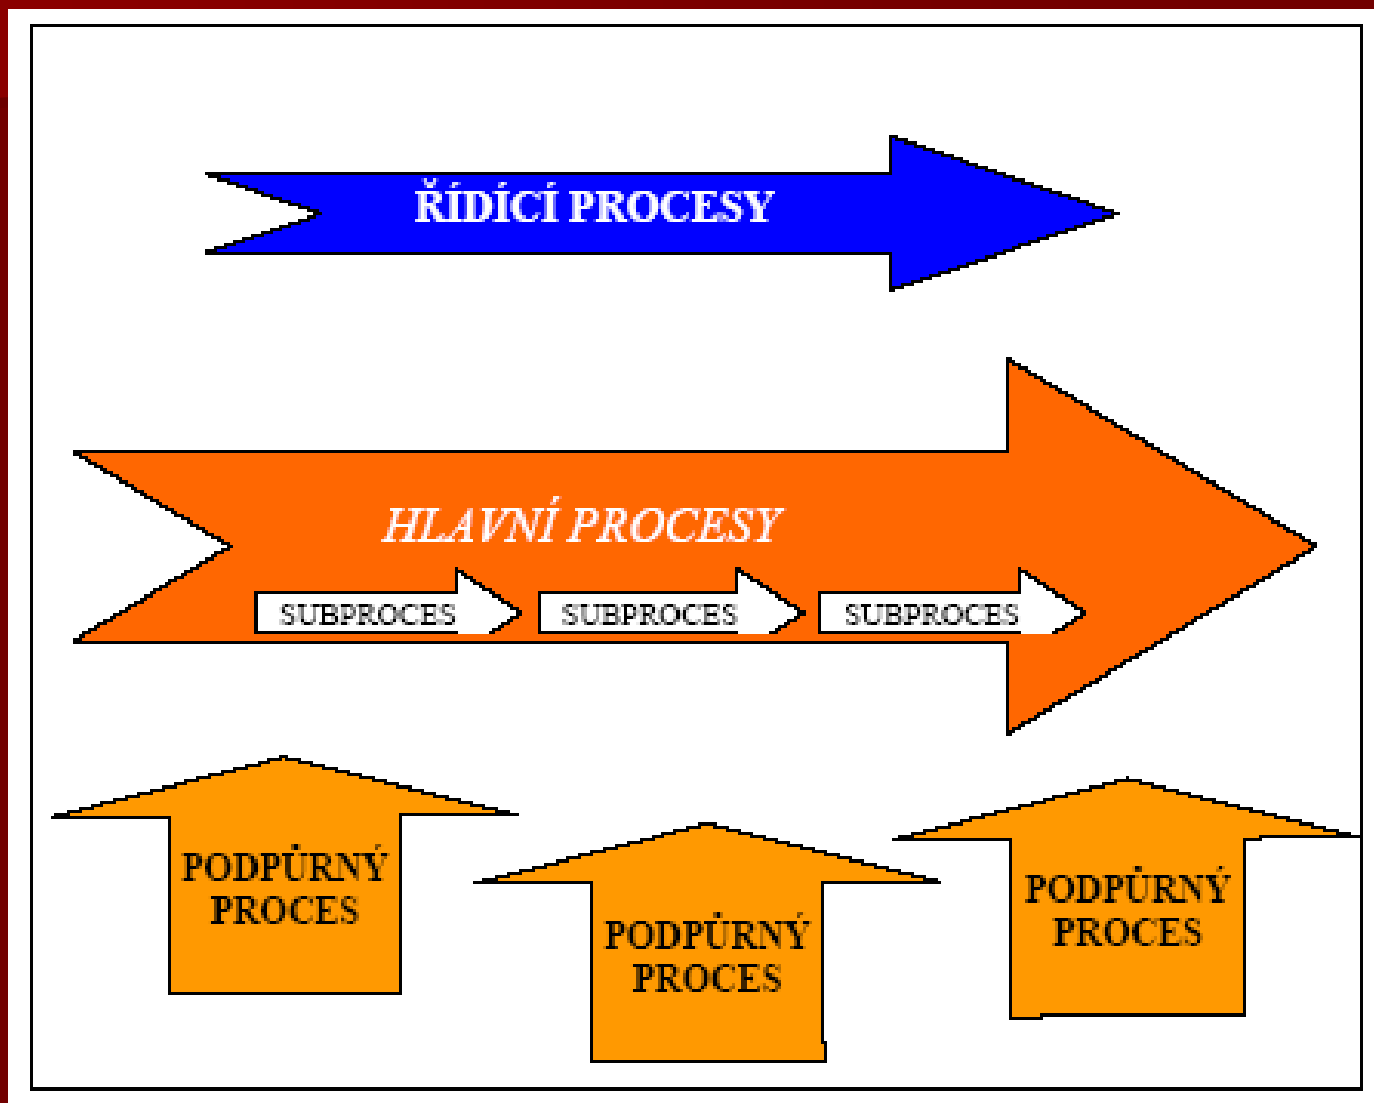 ŘÍDÍCÍ PROCESY
HLAVNÍ PROCESY
SUBPROCES
SUBPROCES
SUBPROCES
PODPŮRNÝ
PROCES
PODPŮRNÝ
PROCES
PODPŮRNÝ
PROCES